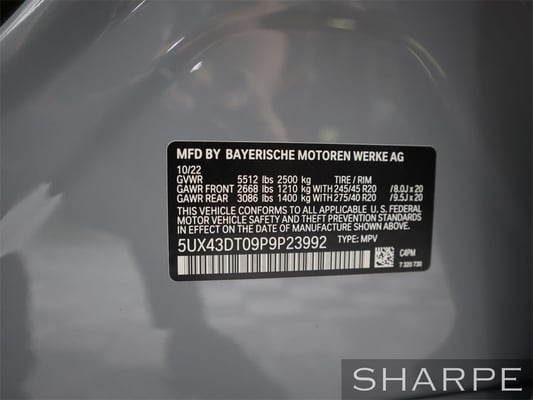 MFD BY BAYERISCHE MOTOREN WERKE AG
10/22
GVWR 5512 lbs 2500 kg TIRE / RIM
GAWR FRONT 2668 lbs 1210 kg WITH 245/45 R20 / 8.0J x 20
GAWR REAR 3086 lbs 1400 kg WITH 275/40 R20 / 9.5J x 20
THIS VEHICLE CONFORMS TO ALL APPLICABLE U. S. FEDERAL
MOTOR VEHICLE SAFETY AND THEFT PREVENTION STANDARDS
IN EFFECT ON THE DATE OF MANUFACTURE SHOWN ABOVE.
5UX43DT09P9P23992 TYPE: MPV
C4PM
7 320 730
SHARPE